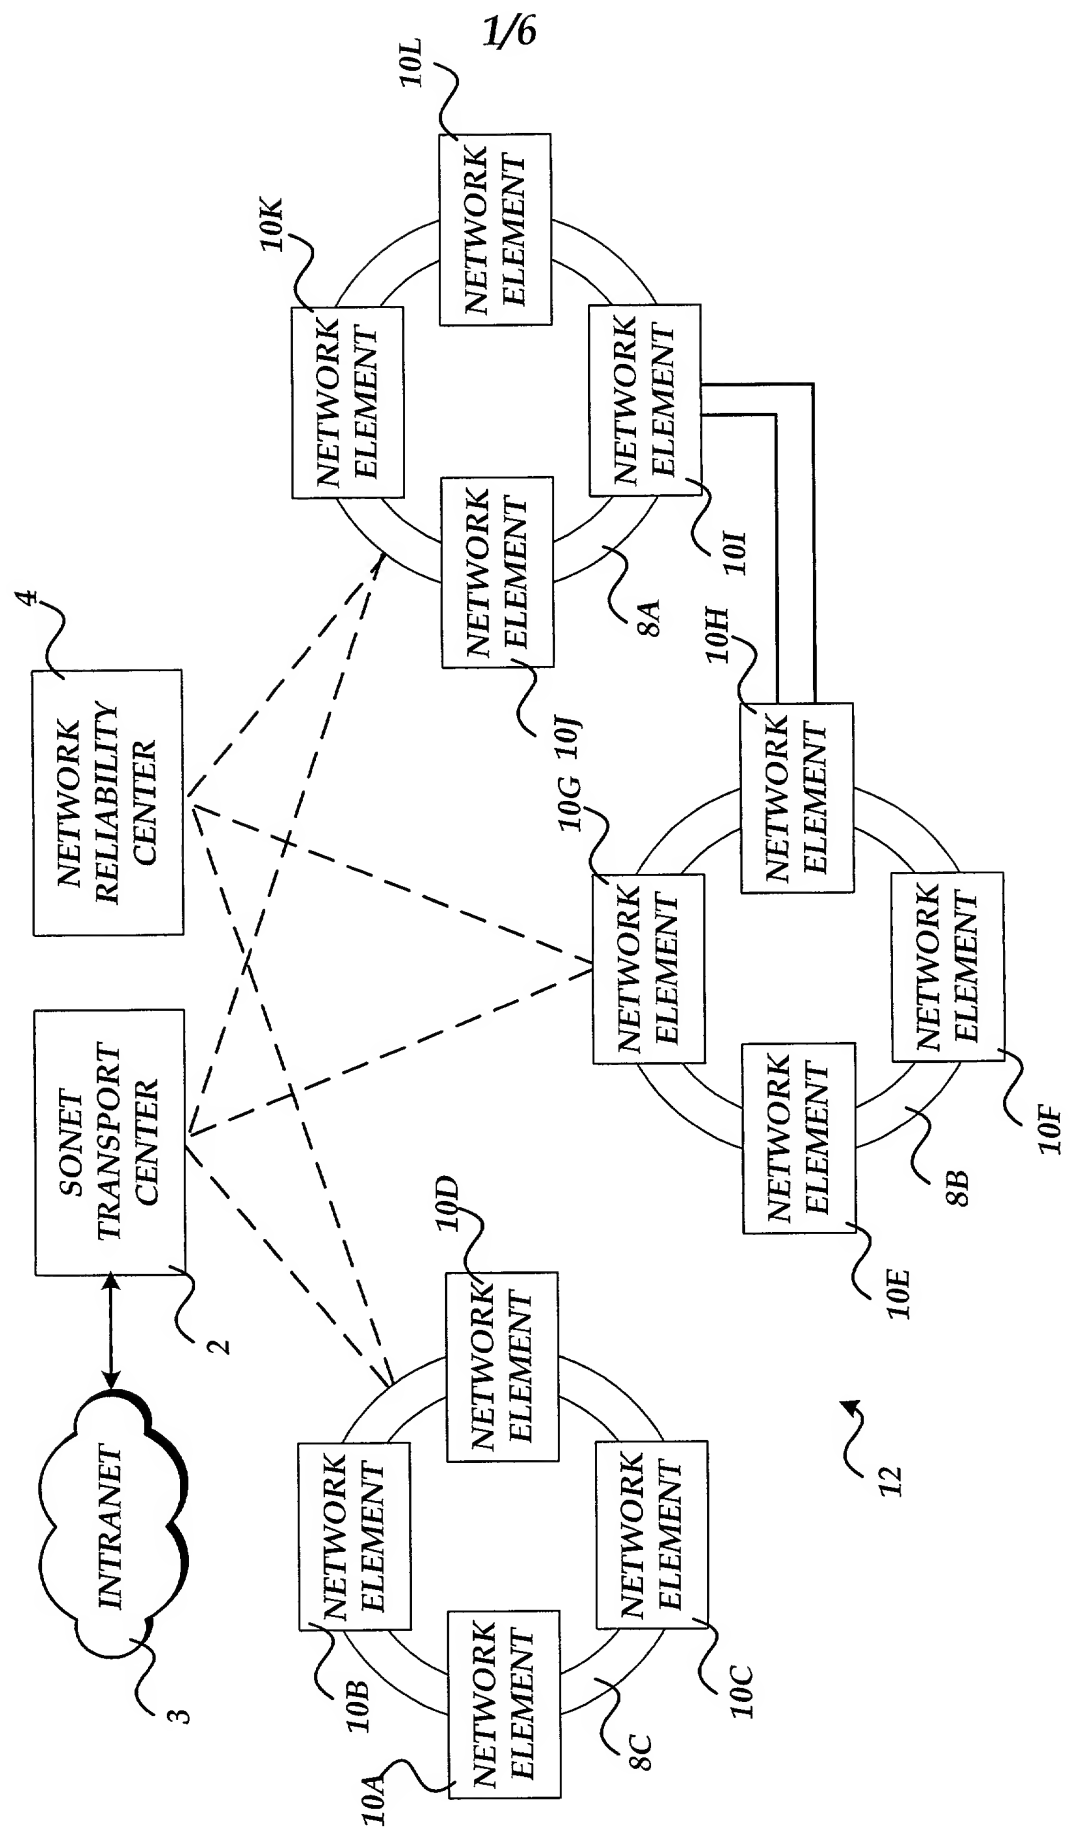 1/6
INTRANET
3
SONET
TRANSPORT
CENTER
2
NETWORK
RELIABILITY
CENTER
4
NETWORK
ELEMENT
10A
NETWORK
ELEMENT
10B
NETWORK
ELEMENT
10C
NETWORK
ELEMENT
10D
8C
NETWORK
ELEMENT
10E
NETWORK
ELEMENT
10F
NETWORK
ELEMENT
10G
NETWORK
ELEMENT
10H
8B
NETWORK
ELEMENT
10I
NETWORK
ELEMENT
10J
NETWORK
ELEMENT
10K
NETWORK
ELEMENT
10L
8A
12